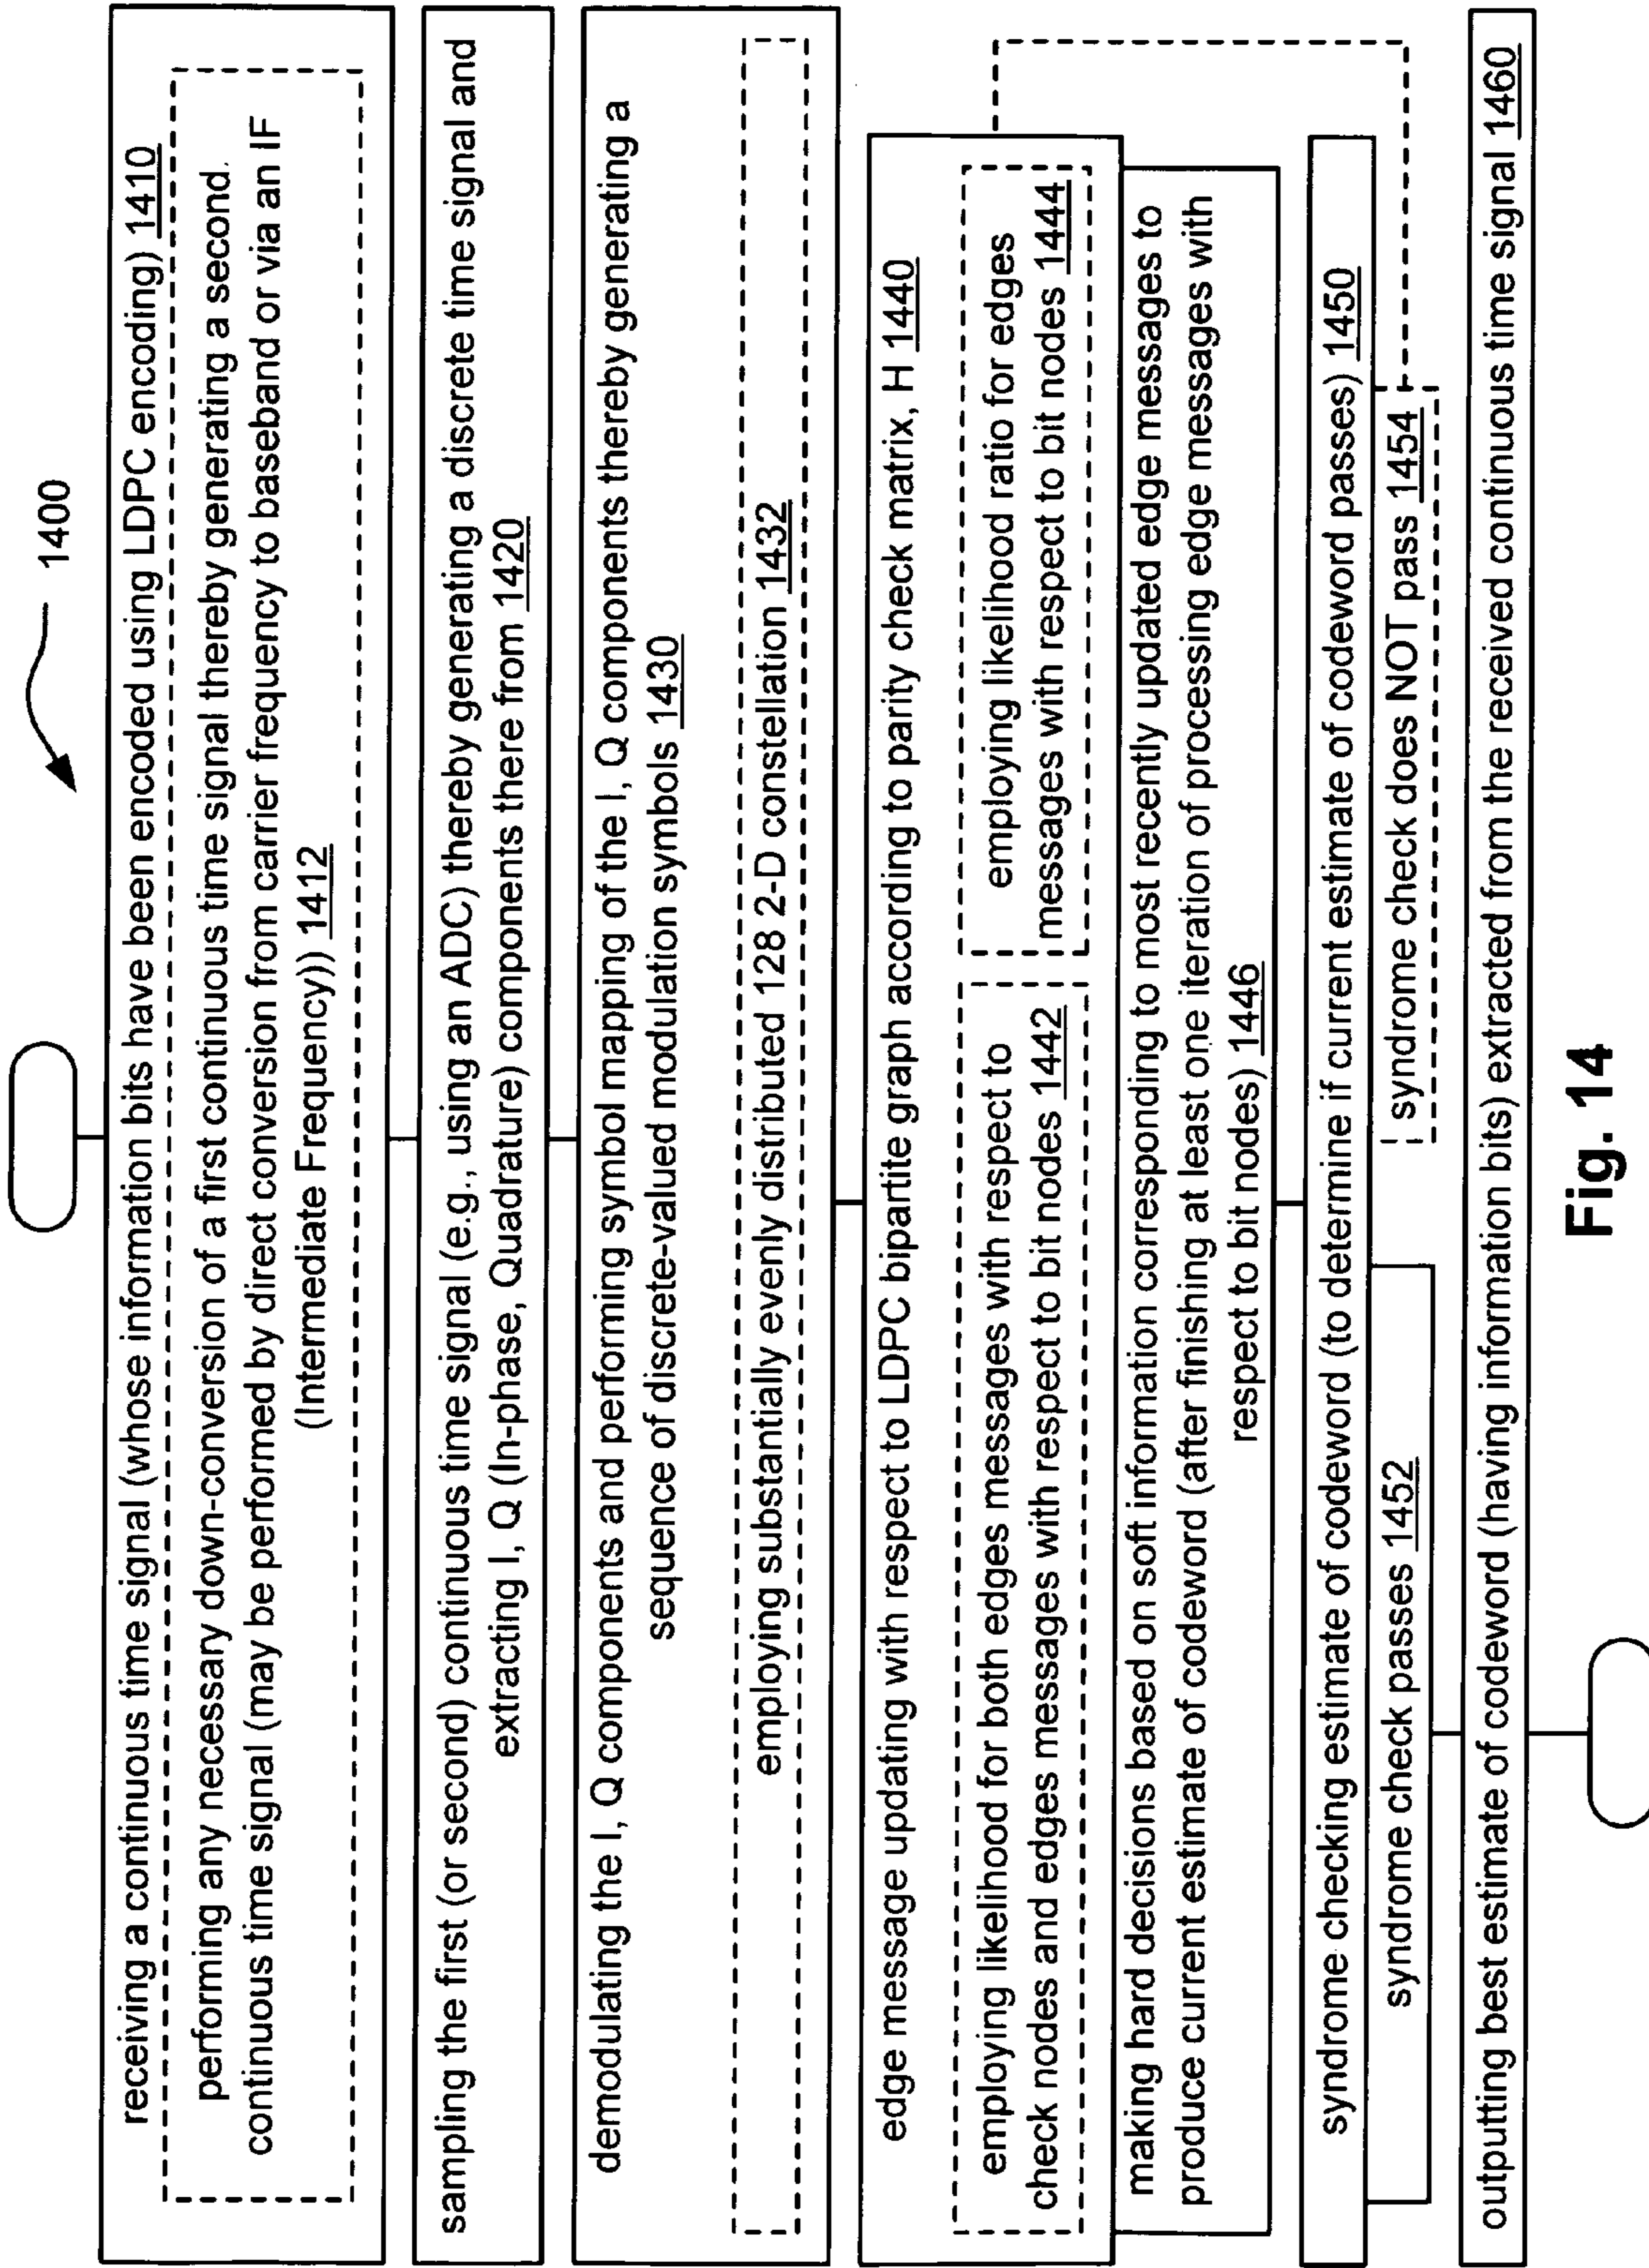 1400
receiving a continuous time signal (whose information bits have been encoded using LDPC encoding) 1410
performing any necessary down-conversion of a first continuous time signal thereby generating a second
continuous time signal (may be performed by direct conversion from carrier frequency to baseband or via an IF
(Intermediate Frequency)) 1412
sampling the first (or second) continuous time signal (e.g., using an ADC) thereby generating a discrete time signal and
extracting I, Q (In-phase, Quadrature) components there from 1420
demodulating the I, Q components and performing symbol mapping of the I, Q components thereby generating a
sequence of discrete-valued modulation symbols 1430
employing substantially evenly distributed 128 2-D constellation 1432
edge message updating with respect to LDPC bipartite graph according to parity check matrix, H 1440
employing likelihood for both edges messages with respect to
check nodes and edges messages with respect to bit nodes 1442
employing likelihood ratio for edges
messages with respect to bit nodes 1444
making hard decisions based on soft information corresponding to most recently updated edge messages to
produce current estimate of codeword (after finishing at least one iteration of processing edge messages with
respect to bit nodes) 1446
syndrome checking estimate of codeword (to determine if current estimate of codeword passes) 1450
syndrome check passes 1452
syndrome check does NOT pass 1454
outputting best estimate of codeword (having information bits) extracted from the received continuous time signal 1460
Fig. 14